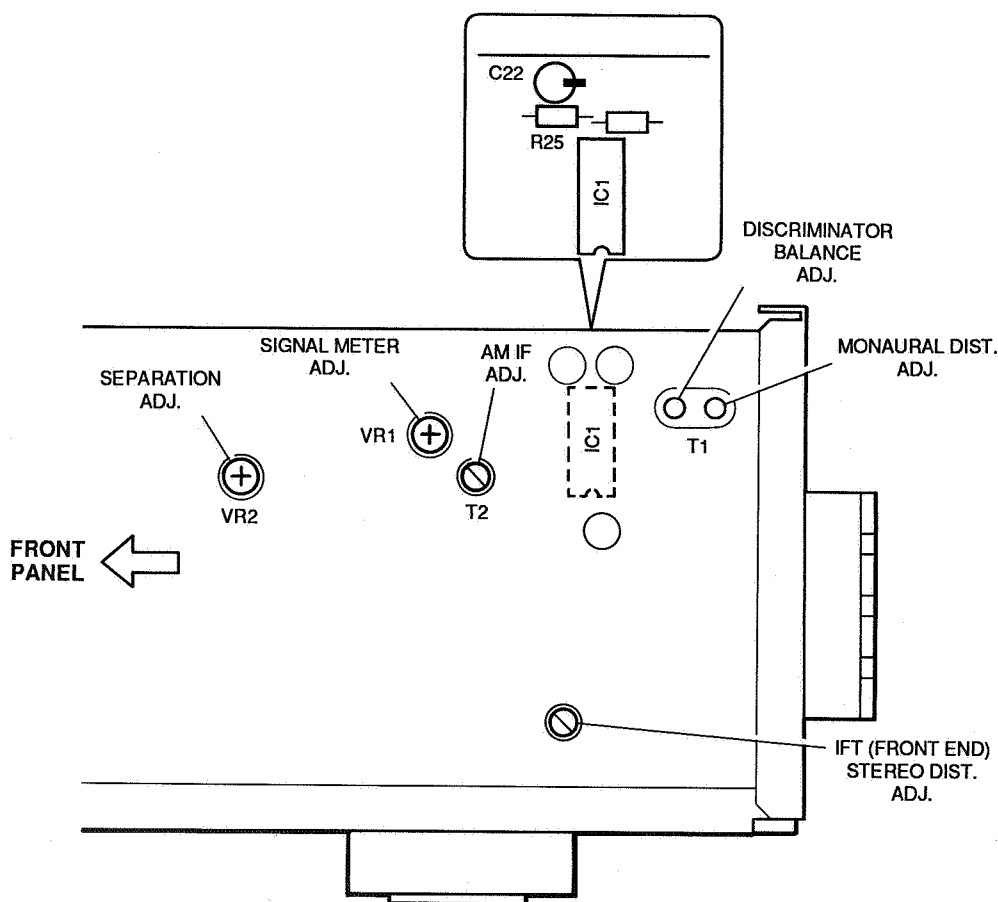 C22
R25
IC1
DISCRIMINATOR
BALANCE
ADJ.
SIGNAL METER
ADJ.
AM IF
ADJ.
MONAURAL DIST.
ADJ.
SEPARATION
ADJ.
VR1
IC1
T1
VR2
T2
FRONT
PANEL
IFT (FRONT END)
STEREO DIST.
ADJ.